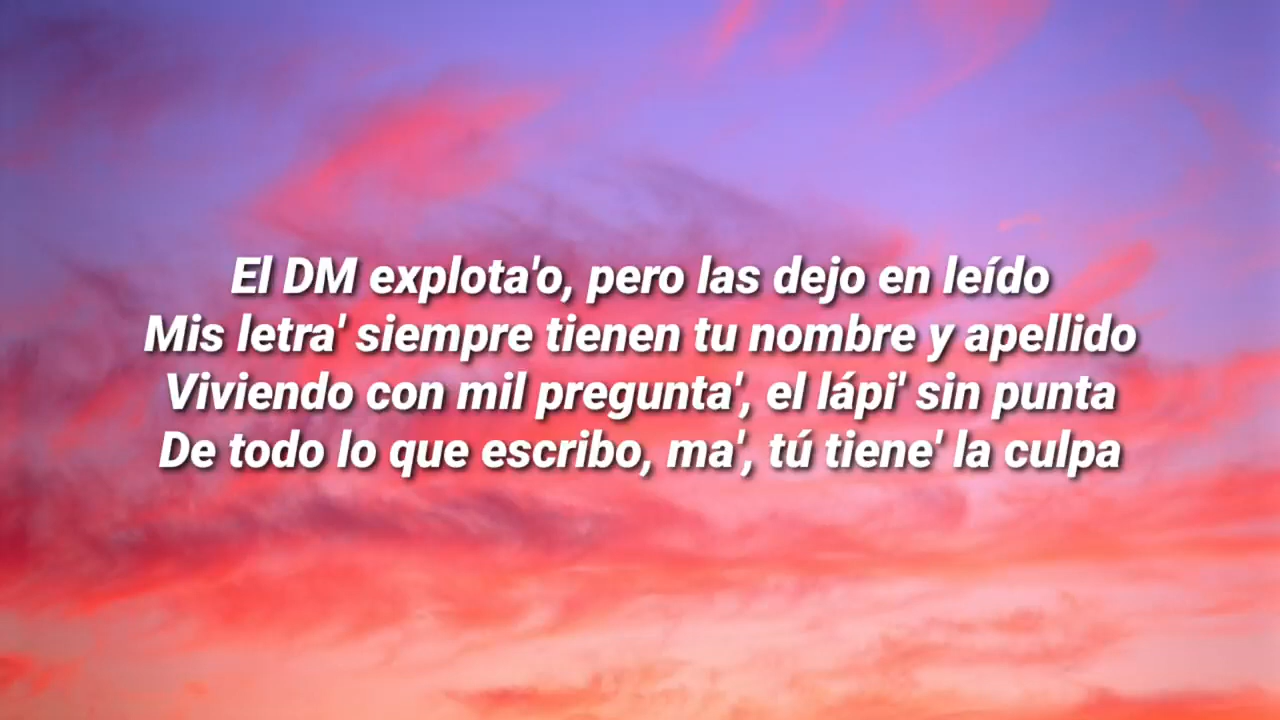 El DM explota'o, pero las dejo en leído
Mis letra' siempre tienen tu nombre y apellido
Viviendo con mil pregunta', el lápi' sin punta
De todo lo que escribo, ma', tú tiene' la culpa